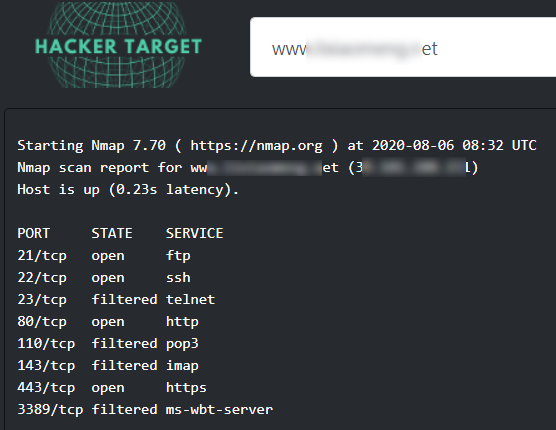 HACKER TARGET
www et
Starting Nmap 7.70 ( https://nmap.org ) at 2020-08-06 08:32 UTC
Nmap scan report for ww et (3 1)
Host is up (0.23s latency).
PORT STATE SERVICE
21/tcp open ftp
22/tcp open ssh
23/tcp filtered telnet
80/tcp open http
110/tcp filtered pop3
143/tcp filtered imap
443/tcp open https
3389/tcp filtered ms-wbt-server